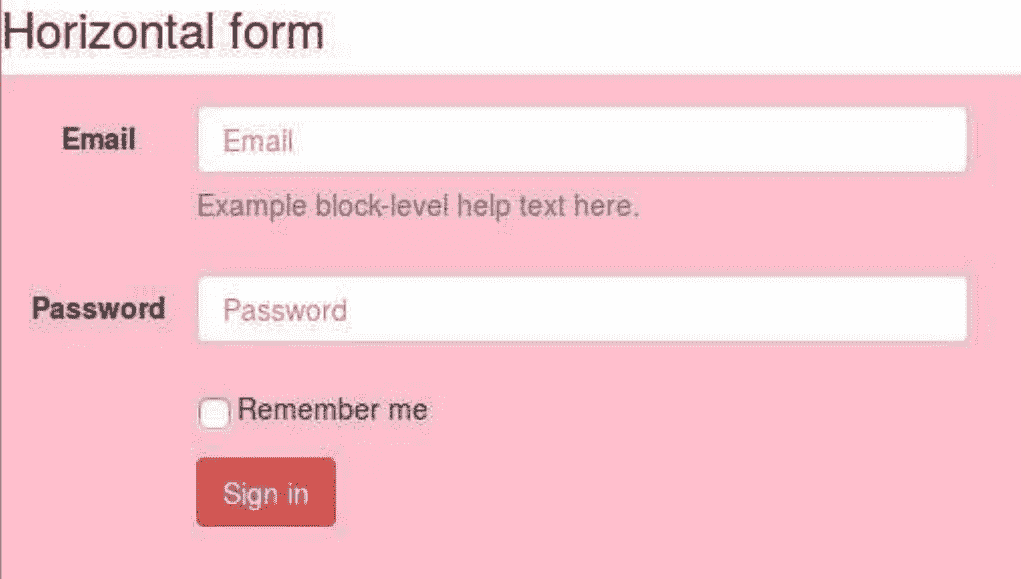 Horizontal form
Email
Email
Example block-level help text here.
Password
Password
Remember me
Sign in